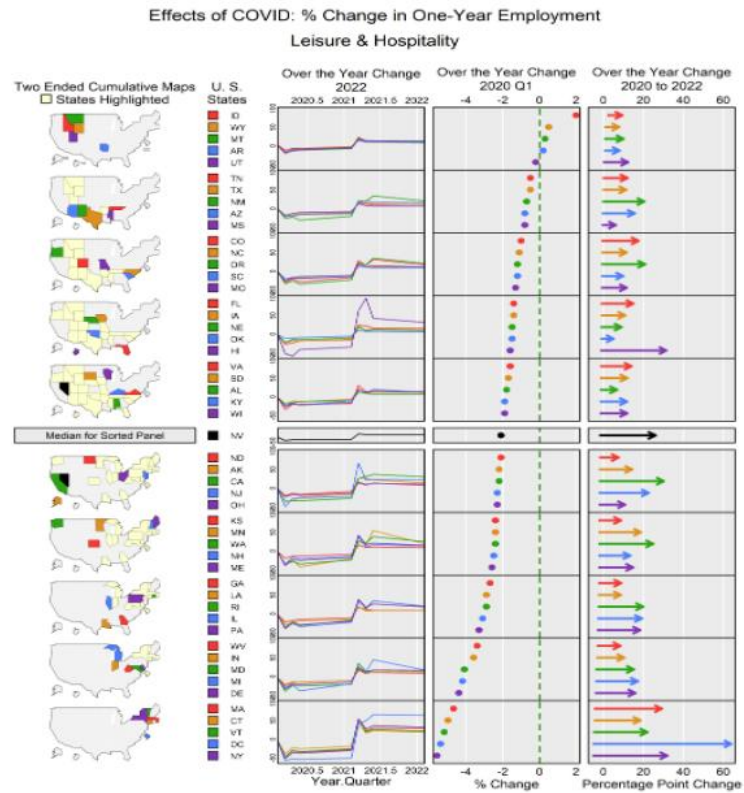 Effects of COVID: % Change in One-Year Employment
Leisure & Hospitality
Two Ended Cumulative Maps
States Highlighted
U. S.
States
Over the Year Change
2022
Over the Year Change
2020 Q1
Over the Year Change
2020 to 2022
2020.5 2021 2021.5 2022
-4 -2 0 2
0 20 40 60
ID
WY
MT
AR
UT
TN
TX
NM
AZ
MS
CO
NC
OR
SC
MO
FL
IA
NE
OK
HI
VA
SD
AL
KY
WI
Median for Sorted Panel
NV
ND
AK
CA
NJ
OH
KS
MN
WA
NH
ME
GA
LA
RI
IL
PA
WV
IN
MD
MI
DE
MA
CT
VT
DC
NY
2020.5 2021 2021.5 2022
Year.Quarter
-4 -2 0 2
% Change
0 20 40 60
Percentage Point Change